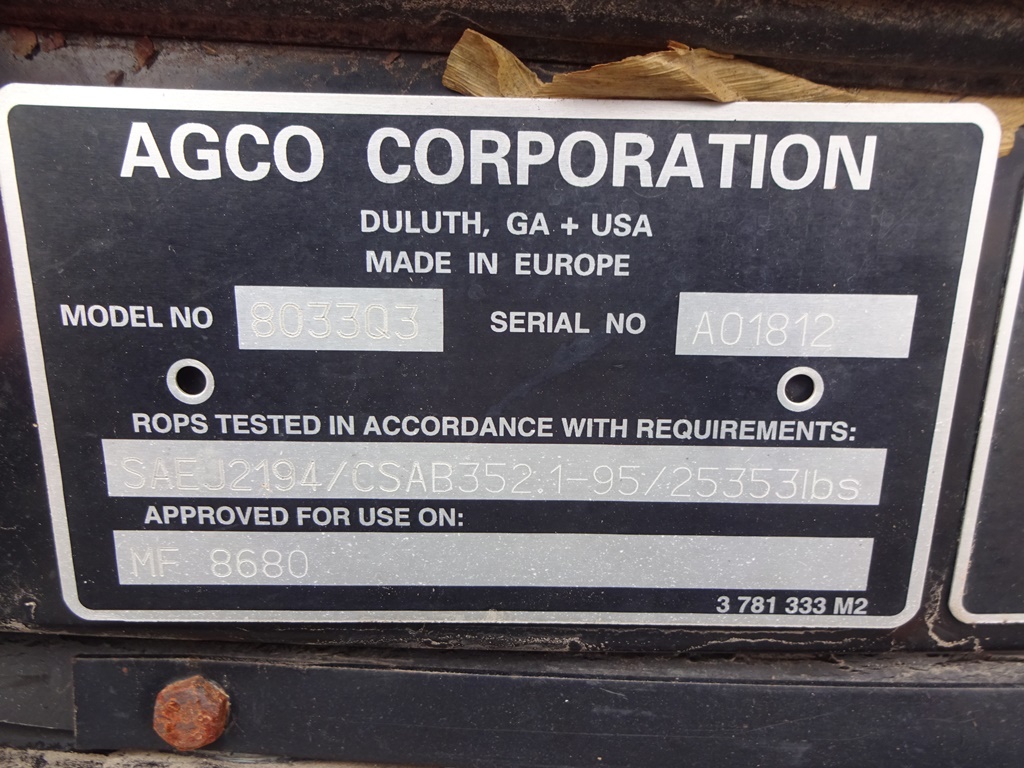 AGCO CORPORATION
DULUTH, GA + USA
MADE IN EUROPE
MODEL NO 8033Q3 SERIAL NO A01812
ROPS TESTED IN ACCORDANCE WITH REQUIREMENTS:
SAEJ2194/CSAB352.1-95/25353lbs
APPROVED FOR USE ON:
MF 8680
3 781 333 M2